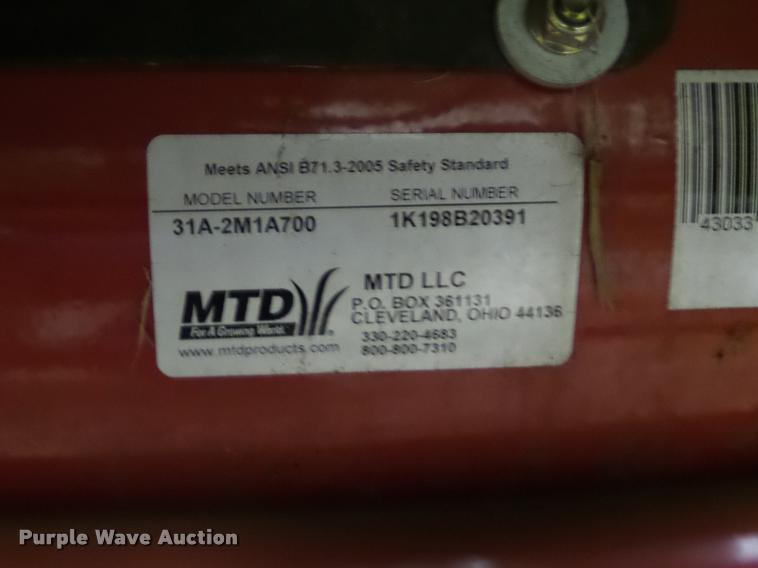 Meets ANSI B71.3-2005 Safety Standard
MODEL NUMBER SERIAL NUMBER
31A-2M1A700 1K198B20391
MTD
For A Growing World.
www.mtdproducts.com
MTD LLC
P.O. BOX 361131
CLEVELAND, OHIO 44136
330-220-4683
800-800-7310
43033
Purple Wave Auction